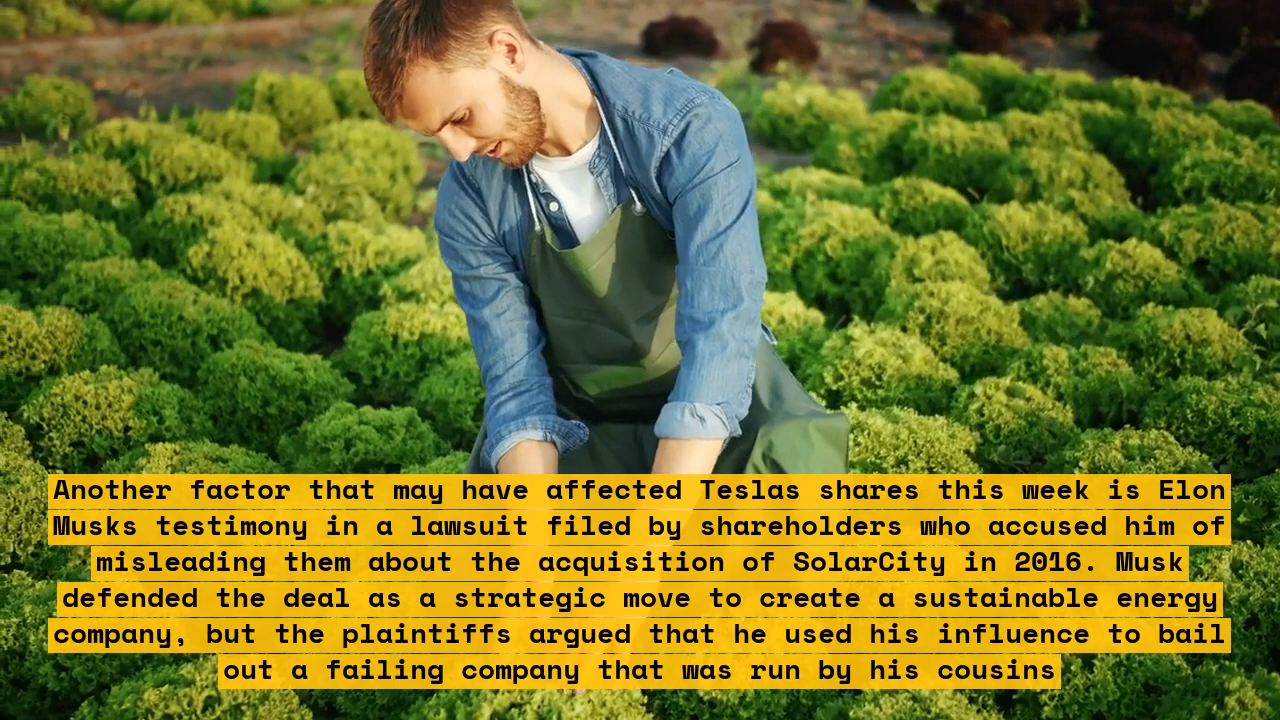 Another factor that may have affected Teslas shares this week is Elon
Musks testimony in a lawsuit filed by shareholders who accused him of
misleading them about the acquisition of SolarCity in 2016. Musk
defended the deal as a strategic move to create a sustainable energy
company, but the plaintiffs argued that he used his influence to bail
out a failing company that was run by his cousins